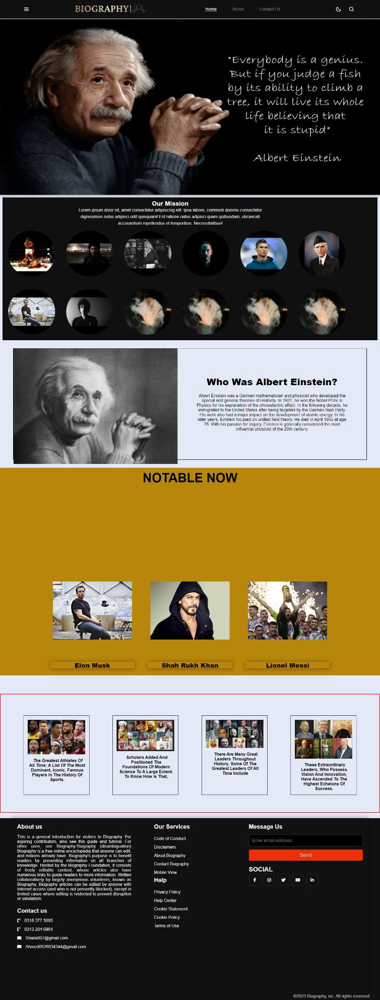 BIOGRAPHY
Home
About
Contact Us
"Everybody is a genius.
But if you judge a fish
by its ability to climb a
tree, it will live its whole
life believing that
it is stupid"
Albert Einstein
Our Mission
Lorem ipsum dolor sit, amet consectetur adipisicing elit. Ipsa labore, commodi dolores consectetur
dignissimos nobis adipisci odit quisquam! Est ratione natus adipisci quam quibusdam, obcaecati
accusantium repellendus et temporibus. Necessitatibus!
Who Was Albert Einstein?
Albert Einstein was a German mathematician and physicist who developed the
special and general theories of relativity. In 1921, he won the Nobel Prize in
Physics for his explanation of the photoelectric effect. In the following decade, he
immigrated to the United States after being targeted by the German Nazi Party.
His work also had a major impact on the development of atomic energy. In his
later years, Einstein focused on unified field theory. He died in April 1955 at age
76. With his passion for inquiry, Einstein is generally considered the most
influential physicist of the 20th century.
NOTABLE NOW
Elon Musk
Shah Rukh Khan
Lionel Messi
The Greatest Athletes Of
All Time: A List Of The Most
Dominant, Iconic, Famous
Players In The History Of
Sports.
Scholars Added And
Positioned The
Foundations Of Modern
Science To A Large Extent.
To Know How Is That,
There Are Many Great
Leaders Throughout
History. Some Of The
Greatest Leaders Of All
Time Include
These Extraordinary
Leaders, Who Possess
Vision And Innovation,
Have Ascended To The
Highest Echelons Of
Success.
About us
This is a general introduction for visitors to Biography. For
aspiring contributors, also see this guide and tutorial. For
other uses, see Biography:Biography (disambiguation)
Biography is a free online encyclopedia that anyone can edit,
and millions already have. Biography's purpose is to benefit
readers by presenting information on all branches of
knowledge. Hosted by the Biography Foundation, it consists
of freely editable content, whose articles also have
numerous links to guide readers to more information. Written
collaboratively by largely anonymous volunteers, known as
Biography, Biography articles can be edited by anyone with
Internet access (and who is not presently blocked), except in
limited cases where editing is restricted to prevent disruption
or vandalism.
Contact us
0316 377 5095
0313 204 6964
Shanii007@gmail.com
Ahmed0526934344@gmail.com
Our Services
Code of Conduct
Disclaimers
About Biography
Contact Biography
Mobile View
Help
Privacy Policy
Help Center
Cookie Statement
Cookie Policy
Terms of Use
Message Us
Enter email address
Send
SOCIAL
©2023 Biography, inc. All rights reserved